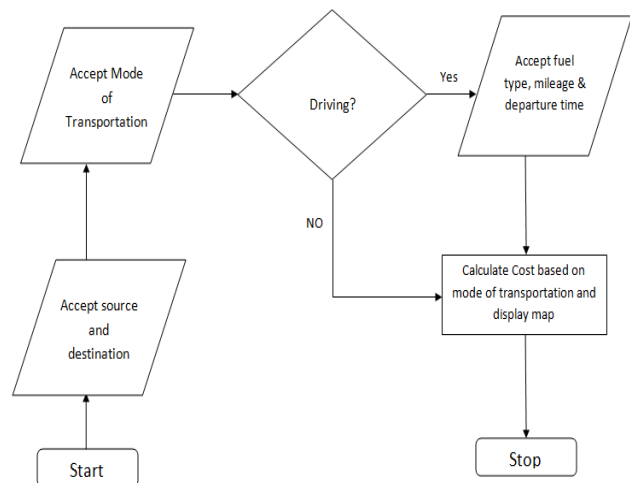 Accept Mode
of
Transportation
Driving?
Yes
Accept fuel
type, mileage &
departure time
NO
Calculate Cost based on
mode of transportation and
display map
Accept source
and
destination
Start
Stop